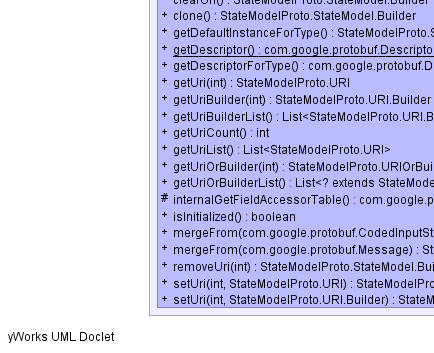 clearUri() : StateModelProto.StateModel.Builder
+ clone() : StateModelProto.StateModel.Builder
+ getDefaultInstanceForType() : StateModelProto.S
+ getDescriptor() : com.google.protobuf.Descripto
+ getDescriptorForType() : com.google.protobuf.D
+ getUri(int) : StateModelProto.URI
+ getUriBuilder(int) : StateModelProto.URI.Builder
+ getUriBuilderList() : List<StateModelProto.URI.B
+ getUriCount() : int
+ getUriList() : List<StateModelProto.URI>
+ getUriOrBuilder(int) : StateModelProto.URIOrBui
+ getUriOrBuilderList() : List<? extends StateMode
# internalGetFieldAccessorTable() : com.google.p
+ isInitialized() : boolean
+ mergeFrom(com.google.protobuf.CodedInputSt
+ mergeFrom(com.google.protobuf.Message) : St
+ removeUri(int) : StateModelProto.StateModel.Bui
+ setUri(int, StateModelProto.URI) : StateModelPro
+ setUri(int, StateModelProto.URI.Builder) : StateM
yWorks UML Doclet